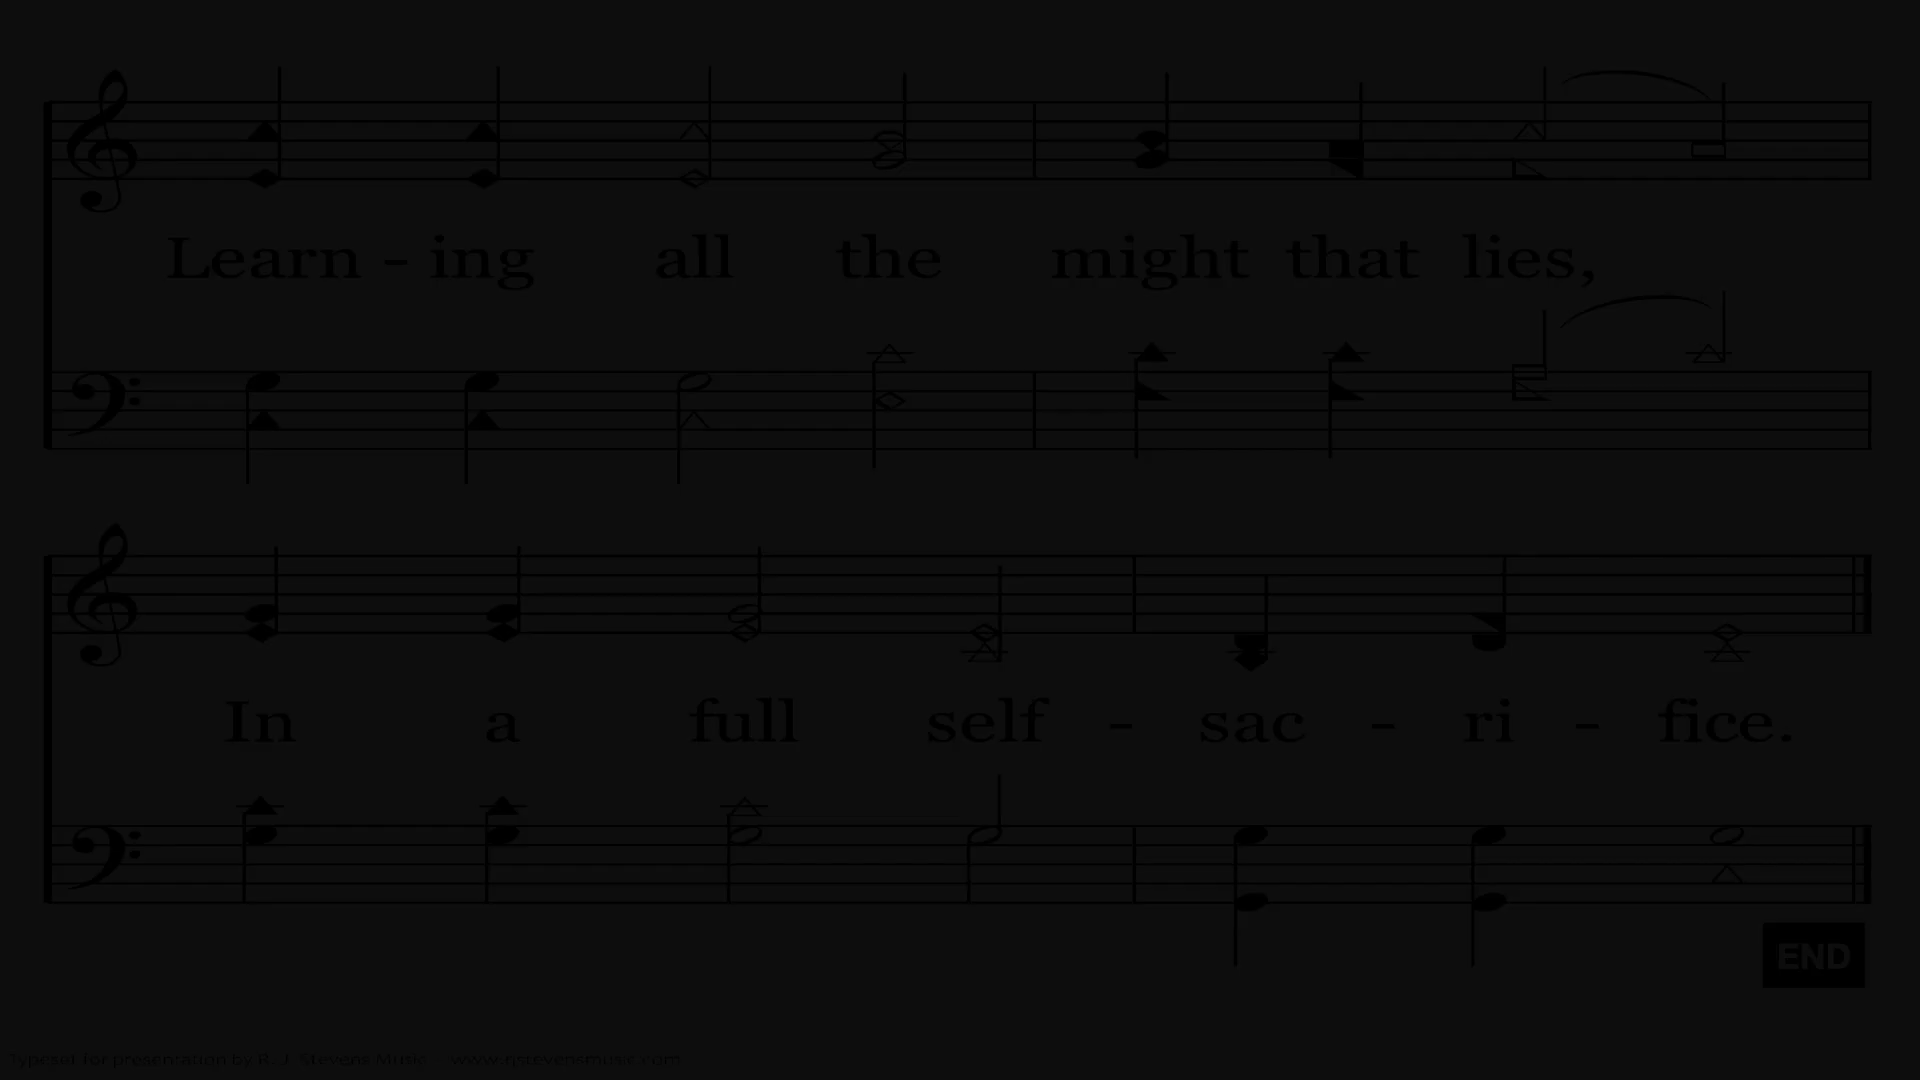 Learn - ing all the might that lies,
In a full self - sac - ri - fice.
END
Typeset for presentation by R. J. Stevens Music www.rjstevensmusic.com